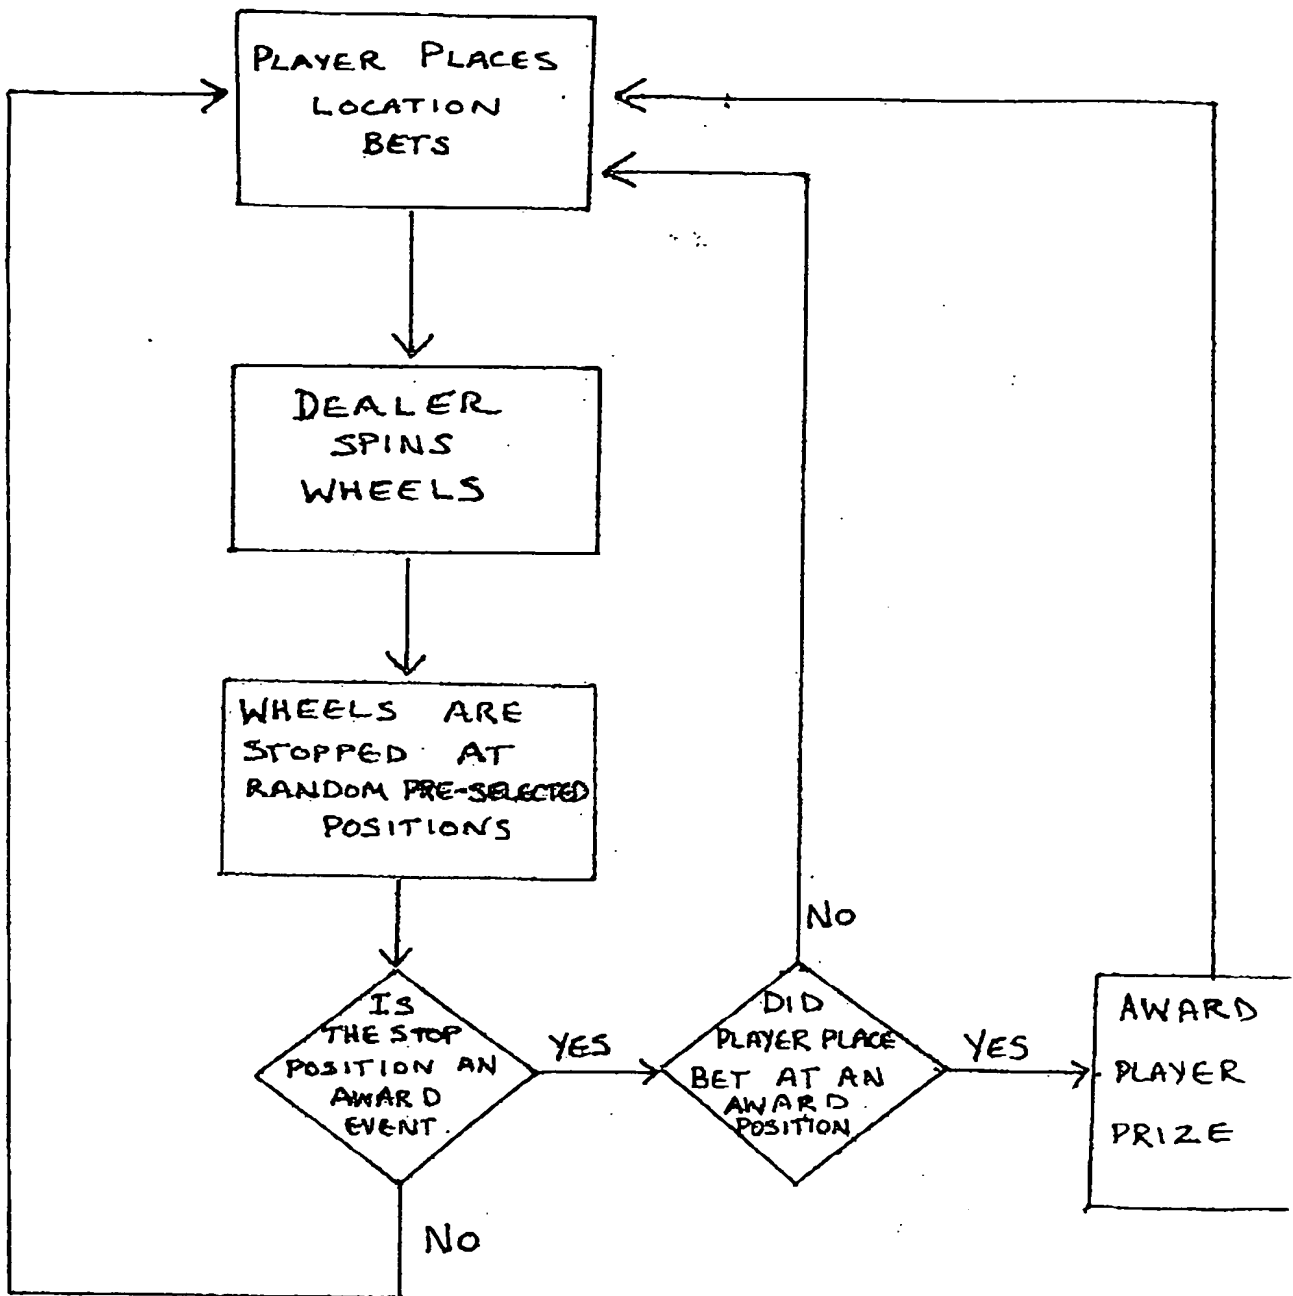 PLAYER PLACES
LOCATION
BETS
DEALER
SPINS
WHEELS
WHEELS ARE
STOPPED AT
RANDOM PRE-SELECTED
POSITIONS
IS
THE STOP
POSITION AN
AWARD
EVENT.
YES
NO
DID
PLAYER PLACE
BET AT AN
AWARD
POSITION
NO
YES
AWARD
PLAYER
PRIZE